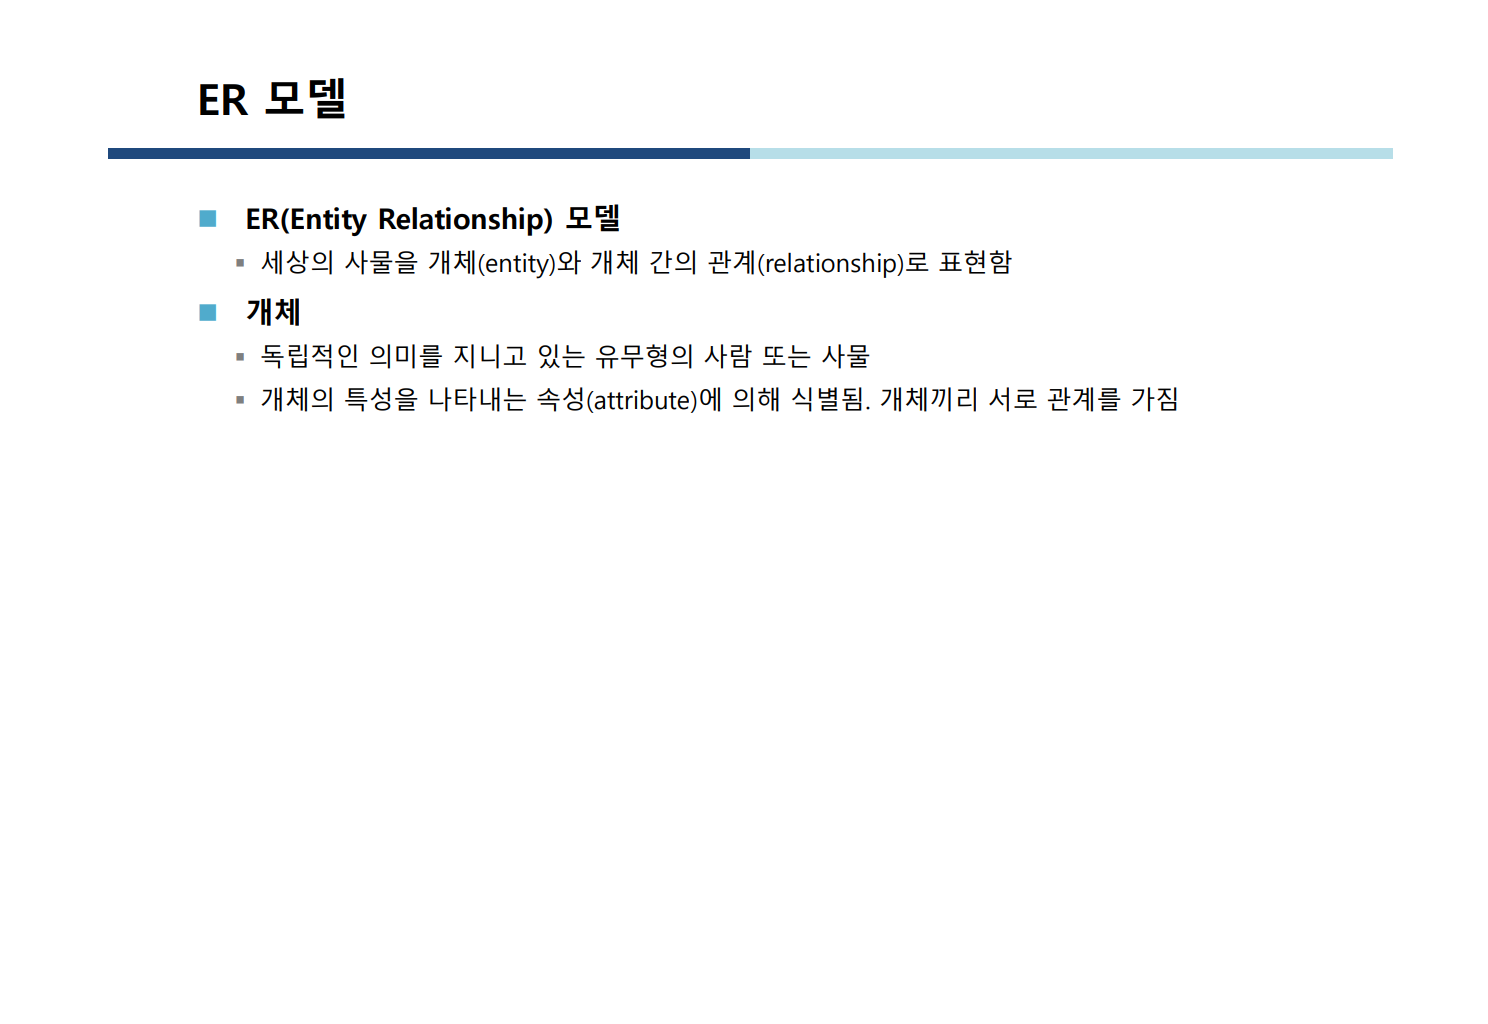 ER 모델
ER(Entity Relationship) 모델
세상의 사물을 개체(entity)와 개체 간의 관계(relationship)로 표현함
개체
독립적인 의미를 지니고 있는 유무형의 사람 또는 사물
개체의 특성을 나타내는 속성(attribute)에 의해 식별됨. 개체끼리 서로 관계를 가짐